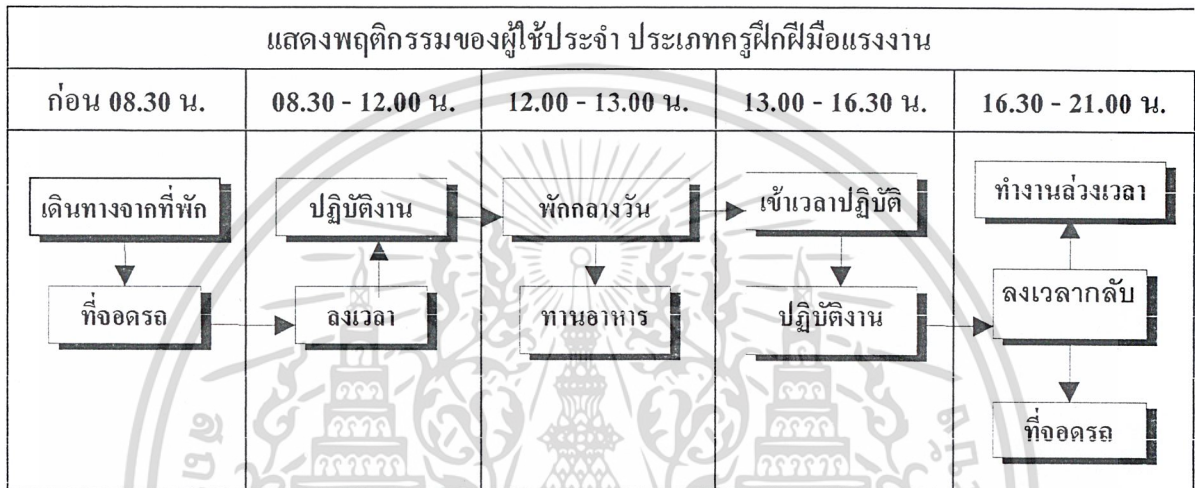 แสดงพฤติกรรมของผู้ใช้ประจำ ประเภทครูฝึกฝีมือแรงงาน
ก่อน 08.30 น. 08.30 - 12.00 น. 12.00 - 13.00 น. 13.00 - 16.30 น. 16.30 - 21.00 น.
เดินทางจากที่พัก ปฏิบัติงาน พักกลางวัน เข้าเวลาปฏิบัติ ทำงานล่วงเวลา
ที่จอดรถ ลงเวลา ทานอาหาร ปฏิบัติงาน ลงเวลากลับ
ที่จอดรถ